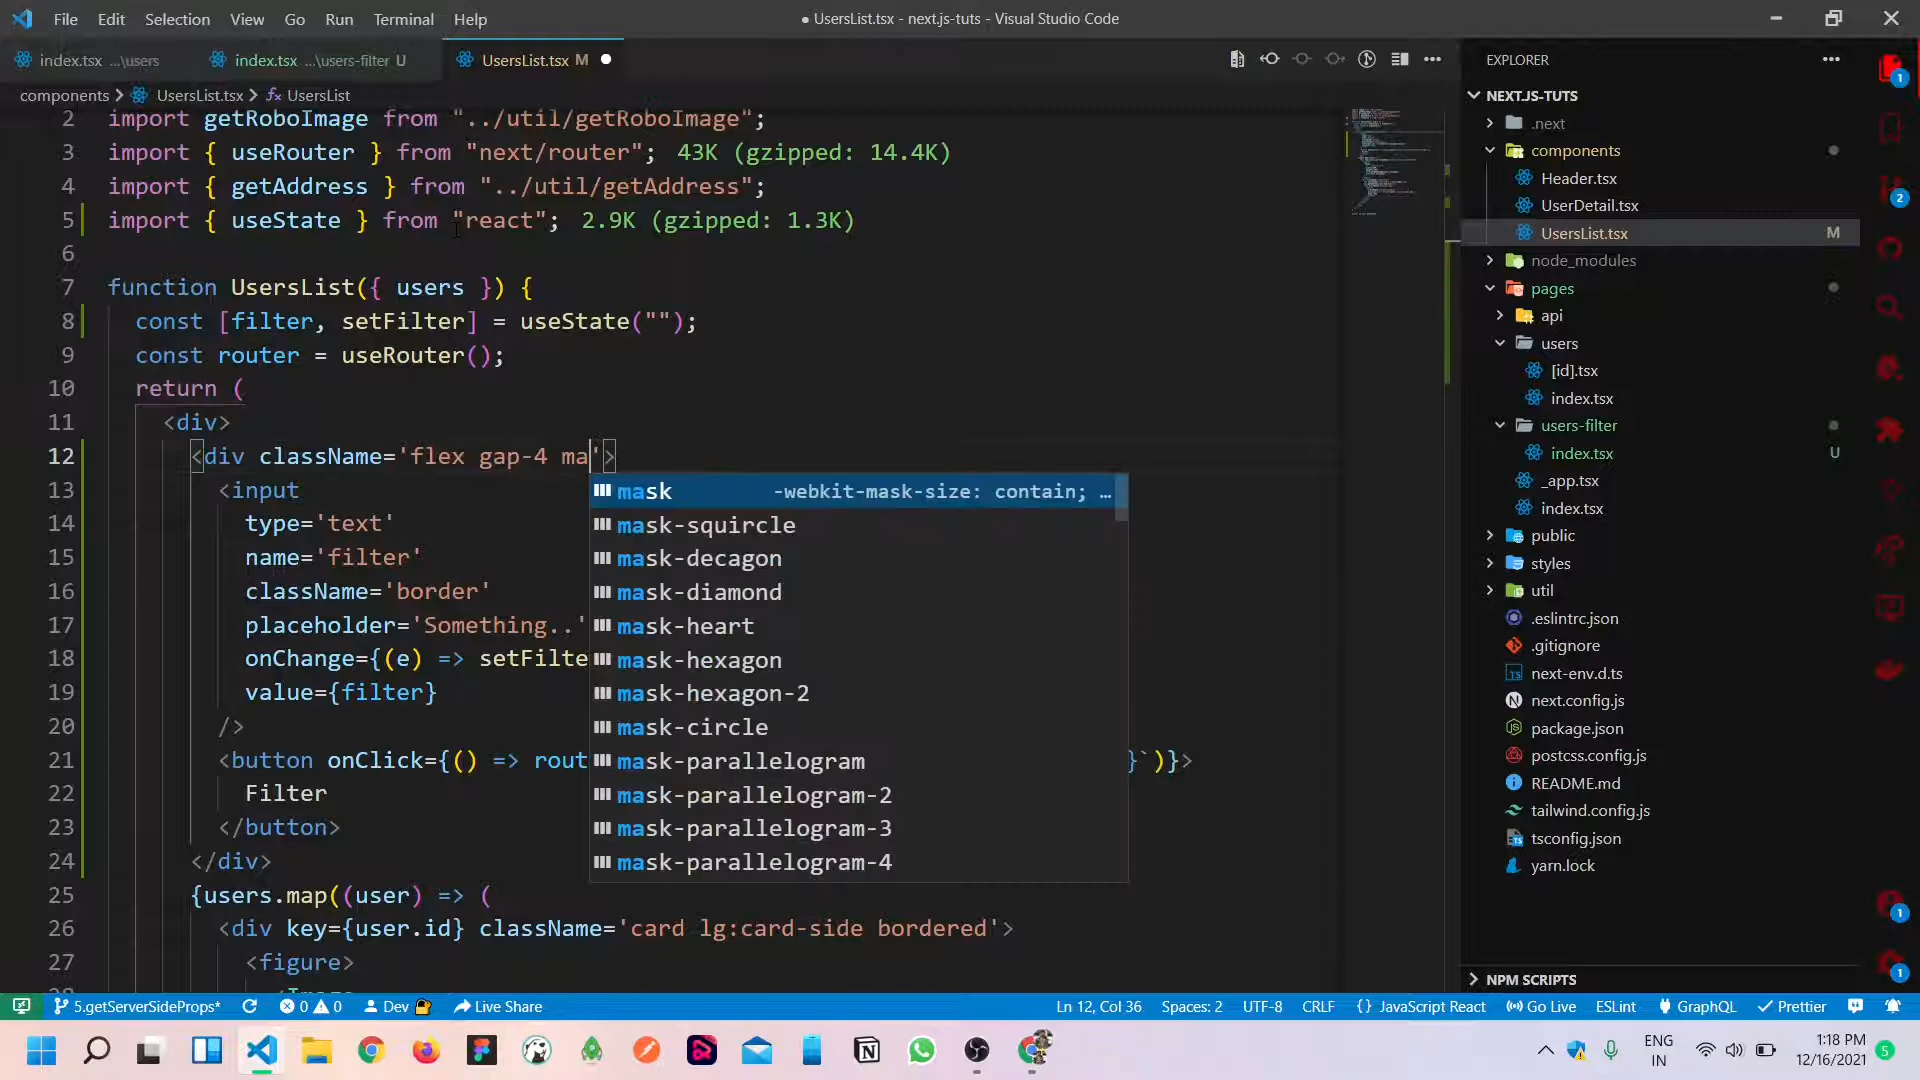 File Edit Selection View Go Run Terminal Help
● UsersList.tsx - next.js-tuts - Visual Studio Code
index.tsx ...\users
index.tsx ...\users-filter U
UsersList.tsx M
components > UsersList.tsx > UsersList
2 import getRoboImage from "../util/getRoboImage";
3 import { useRouter } from "next/router"; 43K (gzipped: 14.4K)
4 import { getAddress } from "../util/getAddress";
5 import { useState } from "react"; 2.9K (gzipped: 1.3K)
6
7 function UsersList({ users }) {
8 const [filter, setFilter] = useState("");
9 const router = useRouter();
10 return (
11 <div>
12 <div className='flex gap-4 ma'>
13 <input
14 type='text'
15 name='filter'
16 className='border'
17 placeholder='Something..'
18 onChange={(e) => setFilte
19 value={filter}
20 />
21 <button onClick={() => rout }`)}>
22 Filter
23 </button>
24 </div>
25 {users.map((user) => (
26 <div key={user.id} className='card lg:card-side bordered'>
27 <figure>
mask -webkit-mask-size: contain; …
mask-squircle
mask-decagon
mask-diamond
mask-heart
mask-hexagon
mask-hexagon-2
mask-circle
mask-parallelogram
mask-parallelogram-2
mask-parallelogram-3
mask-parallelogram-4
EXPLORER
NEXT.JS-TUTS
.next
components
Header.tsx
UserDetail.tsx
UsersList.tsx M
node_modules
pages
api
users
[id].tsx
index.tsx
users-filter
index.tsx U
_app.tsx
index.tsx
public
styles
util
.eslintrc.json
.gitignore
next-env.d.ts
next.config.js
package.json
postcss.config.js
README.md
tailwind.config.js
tsconfig.json
yarn.lock
NPM SCRIPTS
1
2
1
1
5.getServerSideProps* 0 0 Dev Live Share
Ln 12, Col 36 Spaces: 2 UTF-8 CRLF {} JavaScript React Go Live ESLint GraphQL Prettier
ENG
IN
1:18 PM
12/16/2021
5